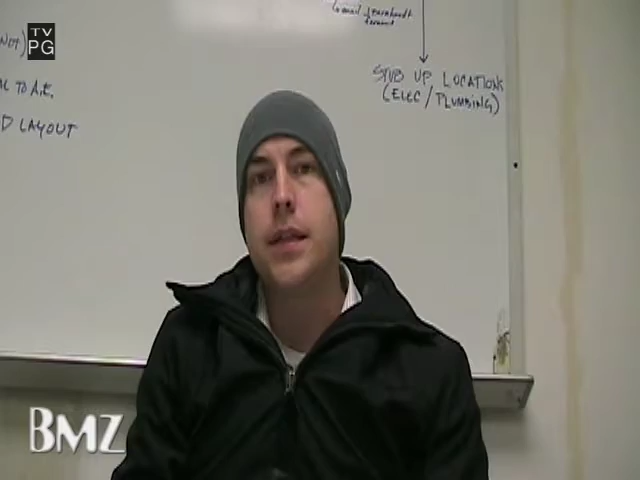 TV
PG
NOT)
STUB UP LOCATIONS
TO A.E.
(ELEC/PLUMBING)
D LAYOUT
BMZ